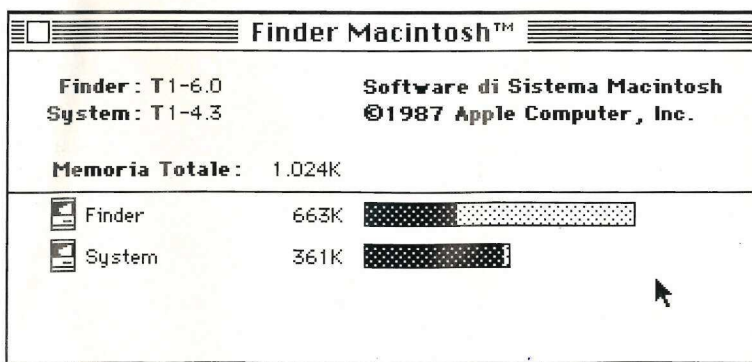 Finder Macintosh™
Finder: T1-6.0 Software di Sistema Macintosh
System: T1-4.3 ©1987 Apple Computer, Inc.
Memoria Totale: 1.024K
Finder 663K
System 361K